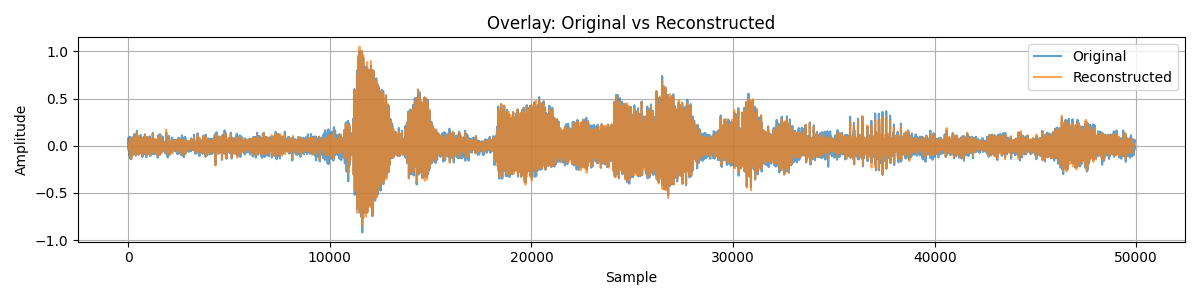 Overlay: Original vs Reconstructed
Original
Reconstructed
Amplitude
1.0
0.5
0.0
−0.5
−1.0
0 10000 20000 30000 40000 50000
Sample